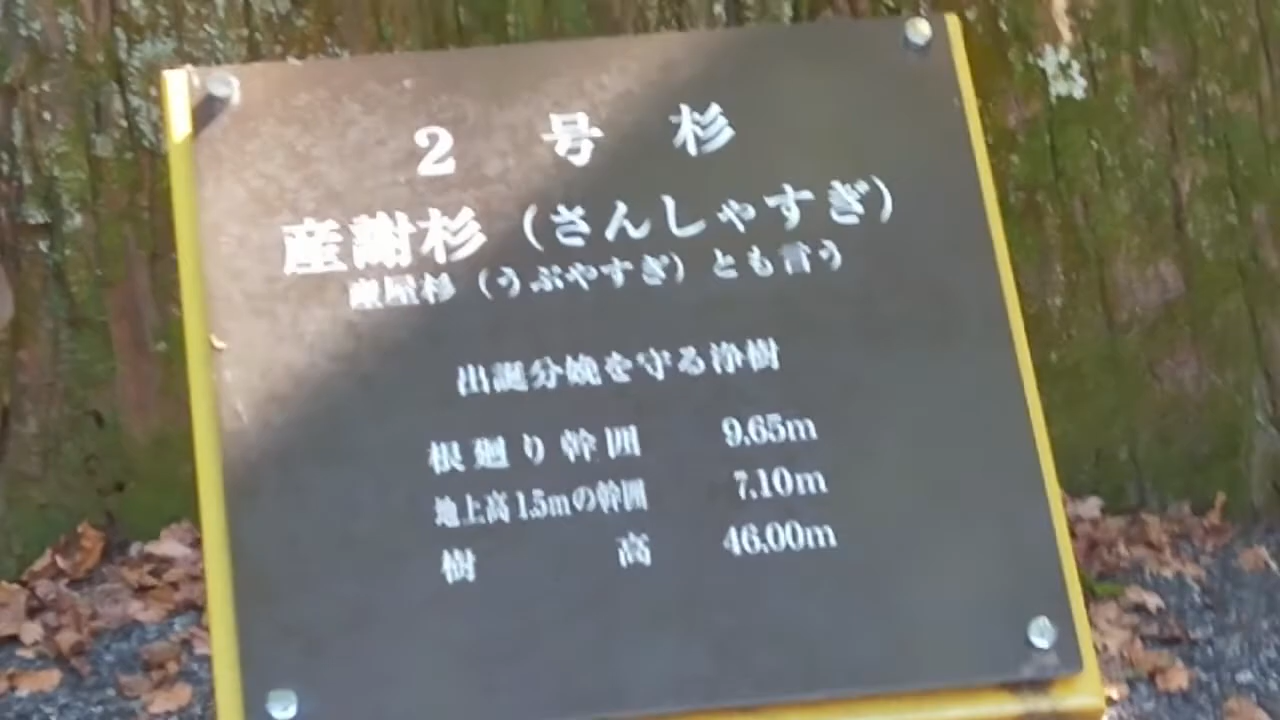 2 号 杉
産謝杉（さんしゃすぎ）
産屋杉（うぶやすぎ）とも言う
出誕分娩を守る浄樹
根廻り幹囲 9.65m
地上高1.5mの幹囲 7.10m
樹 高 46.00m